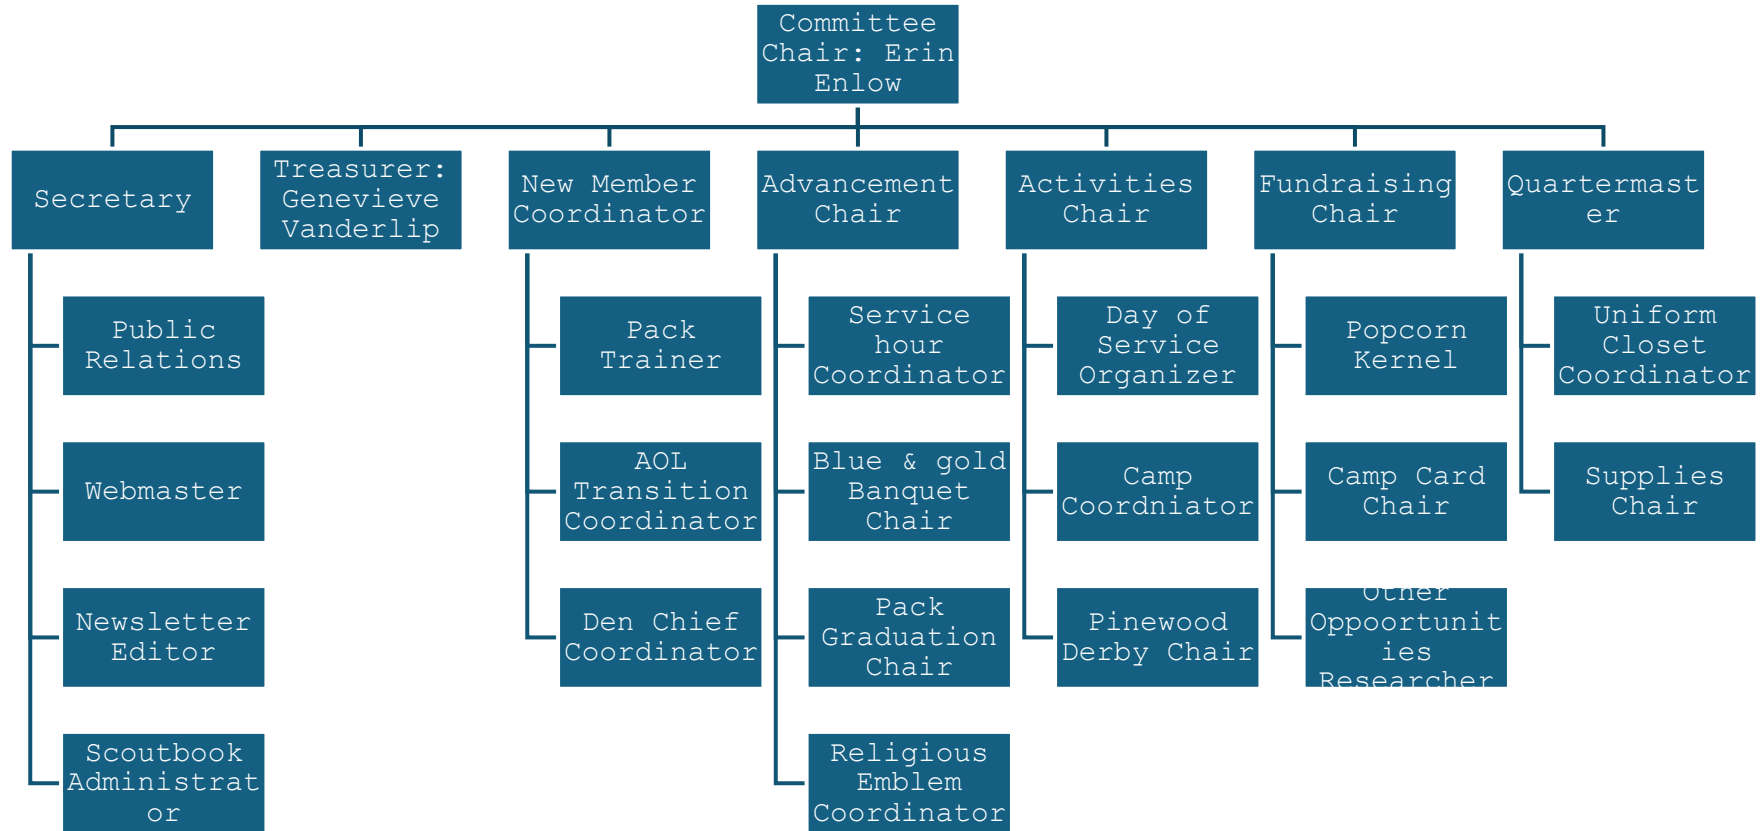 Committee
Chair: Erin
Enlow
Secretary
Treasurer:
Genevieve
Vanderlip
New Member
Coordinator
Advancement
Chair
Activities
Chair
Fundraising
Chair
Quartermast
er
Public
Relations
Webmaster
Newsletter
Editor
Scoutbook
Administrat
or
Pack
Trainer
AOL
Transition
Coordinator
Den Chief
Coordinator
Service
hour
Coordinator
Blue & gold
Banquet
Chair
Pack
Graduation
Chair
Religious
Emblem
Coordinator
Day of
Service
Organizer
Camp
Coordniator
Pinewood
Derby Chair
Popcorn
Kernel
Camp Card
Chair
Other
Oppoortunit
ies
Researcher
Uniform
Closet
Coordinator
Supplies
Chair